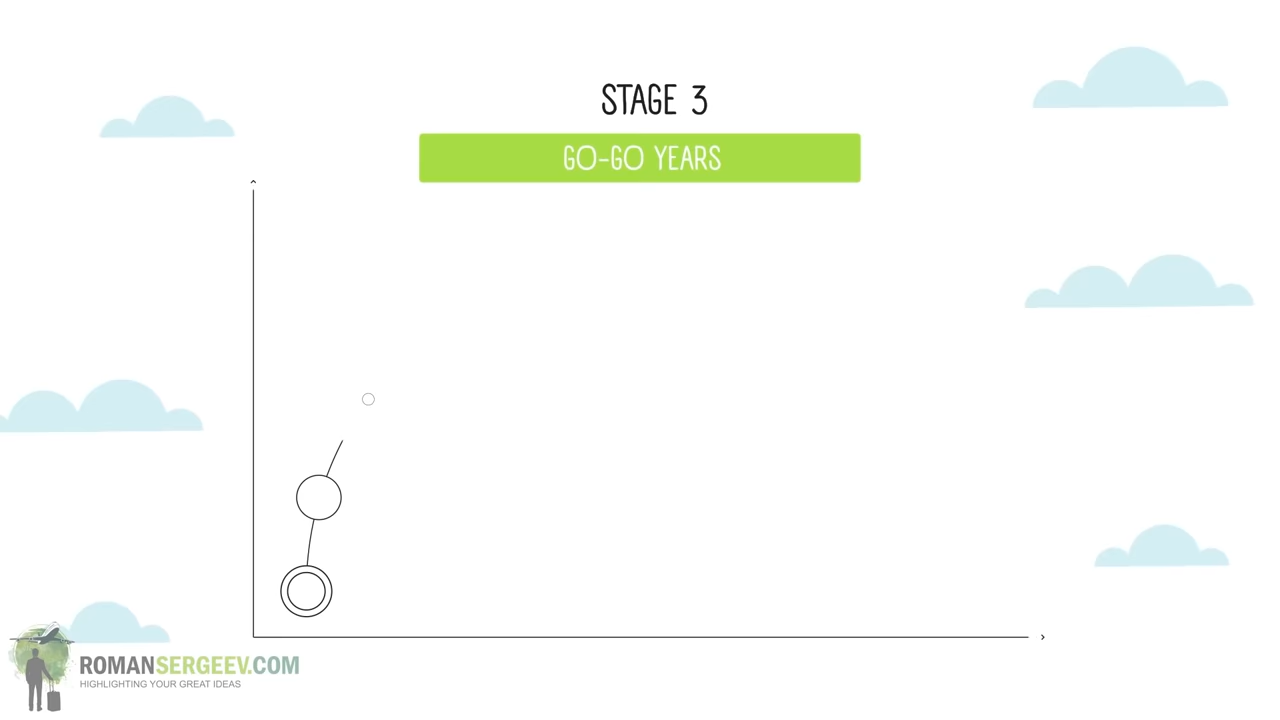 STAGE 3
GO-GO YEARS
ROMANSERGEEV.COM
HIGHLIGHTING YOUR GREAT IDEAS